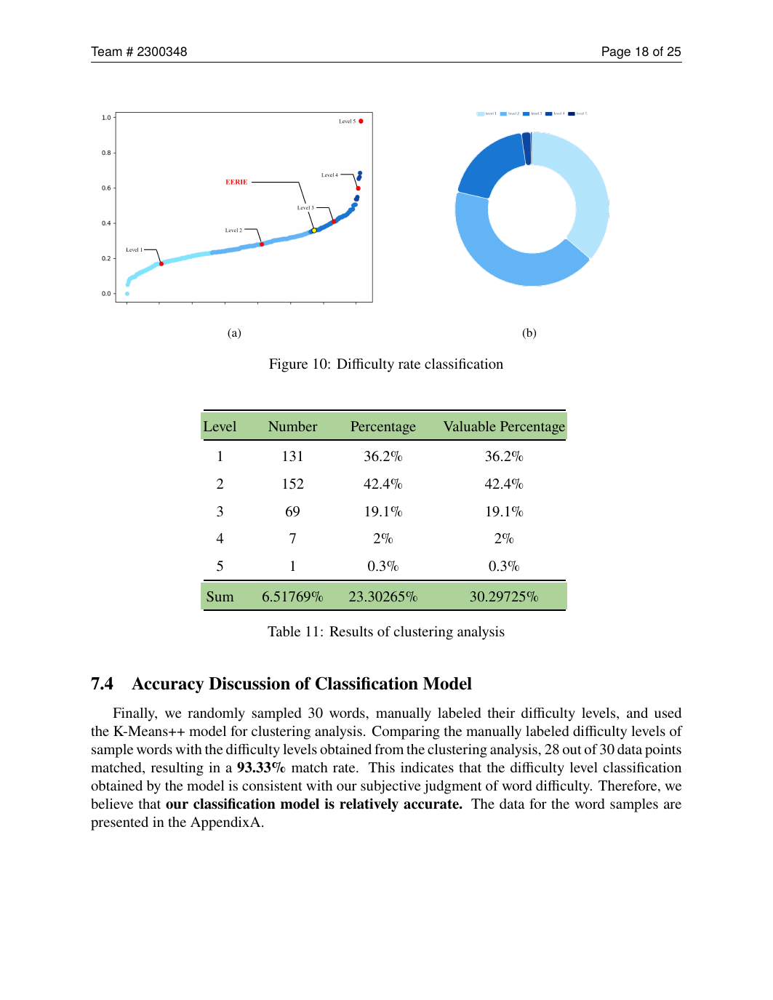 Team # 2300348 Page 18 of 25
1.0
0.8
0.6
0.4
0.2
0.0
Level 5
Level 4
EERIE
Level 3
Level 2
Level 1
level 1 level 2 level 3 level 4 level 5
(a) (b)
Figure 10: Difficulty rate classification
Level Number Percentage Valuable Percentage
1 131 36.2% 36.2%
2 152 42.4% 42.4%
3 69 19.1% 19.1%
4 7 2% 2%
5 1 0.3% 0.3%
Sum 6.51769% 23.30265% 30.29725%
Table 11: Results of clustering analysis
7.4 Accuracy Discussion of Classification Model
Finally, we randomly sampled 30 words, manually labeled their difficulty levels, and used
the K-Means++ model for clustering analysis. Comparing the manually labeled difficulty levels of
sample words with the difficulty levels obtained from the clustering analysis, 28 out of 30 data points
matched, resulting in a 93.33% match rate. This indicates that the difficulty level classification
obtained by the model is consistent with our subjective judgment of word difficulty. Therefore, we
believe that our classification model is relatively accurate. The data for the word samples are
presented in the AppendixA.